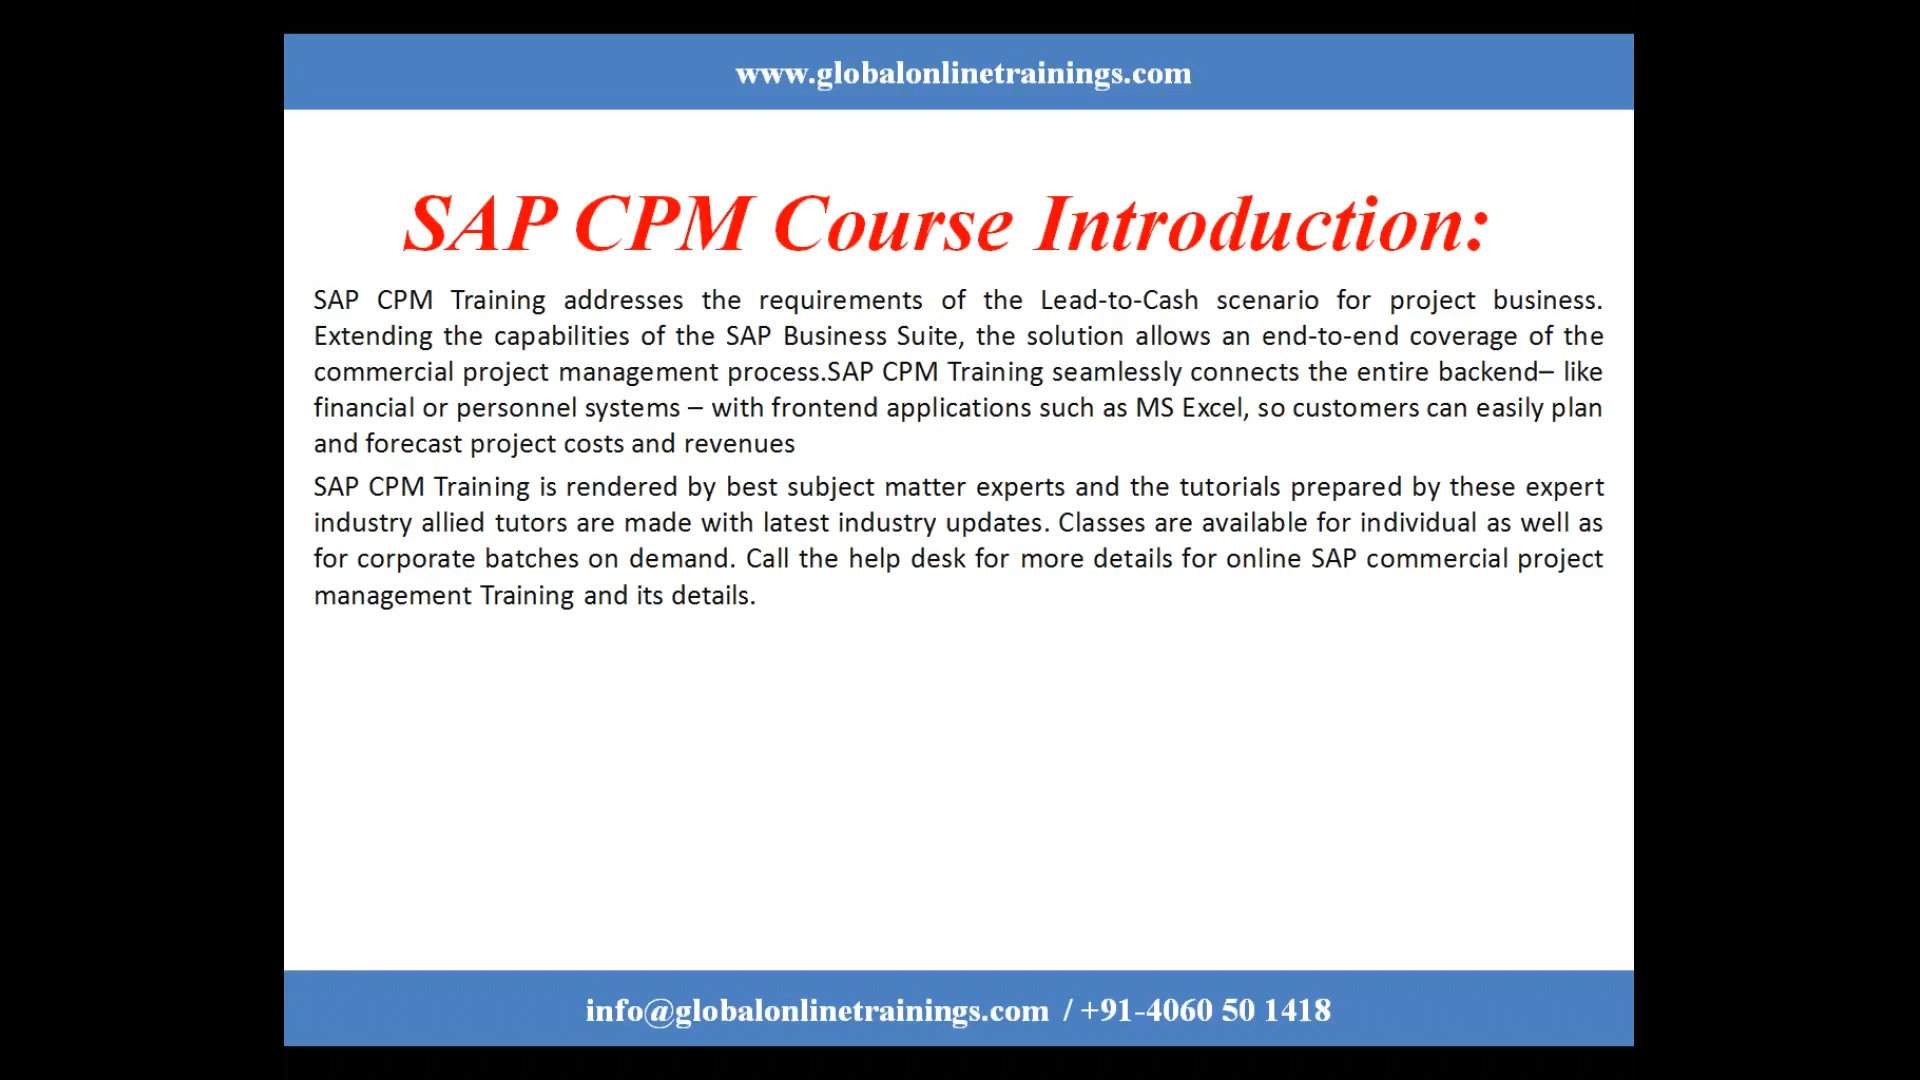 www.globalonlinetrainings.com
SAP CPM Course Introduction:
SAP CPM Training addresses the requirements of the Lead-to-Cash scenario for project business.
Extending the capabilities of the SAP Business Suite, the solution allows an end-to-end coverage of the
commercial project management process.SAP CPM Training seamlessly connects the entire backend– like
financial or personnel systems – with frontend applications such as MS Excel, so customers can easily plan
and forecast project costs and revenues
SAP CPM Training is rendered by best subject matter experts and the tutorials prepared by these expert
industry allied tutors are made with latest industry updates. Classes are available for individual as well as
for corporate batches on demand. Call the help desk for more details for online SAP commercial project
management Training and its details.
info@globalonlinetrainings.com / +91-4060 50 1418